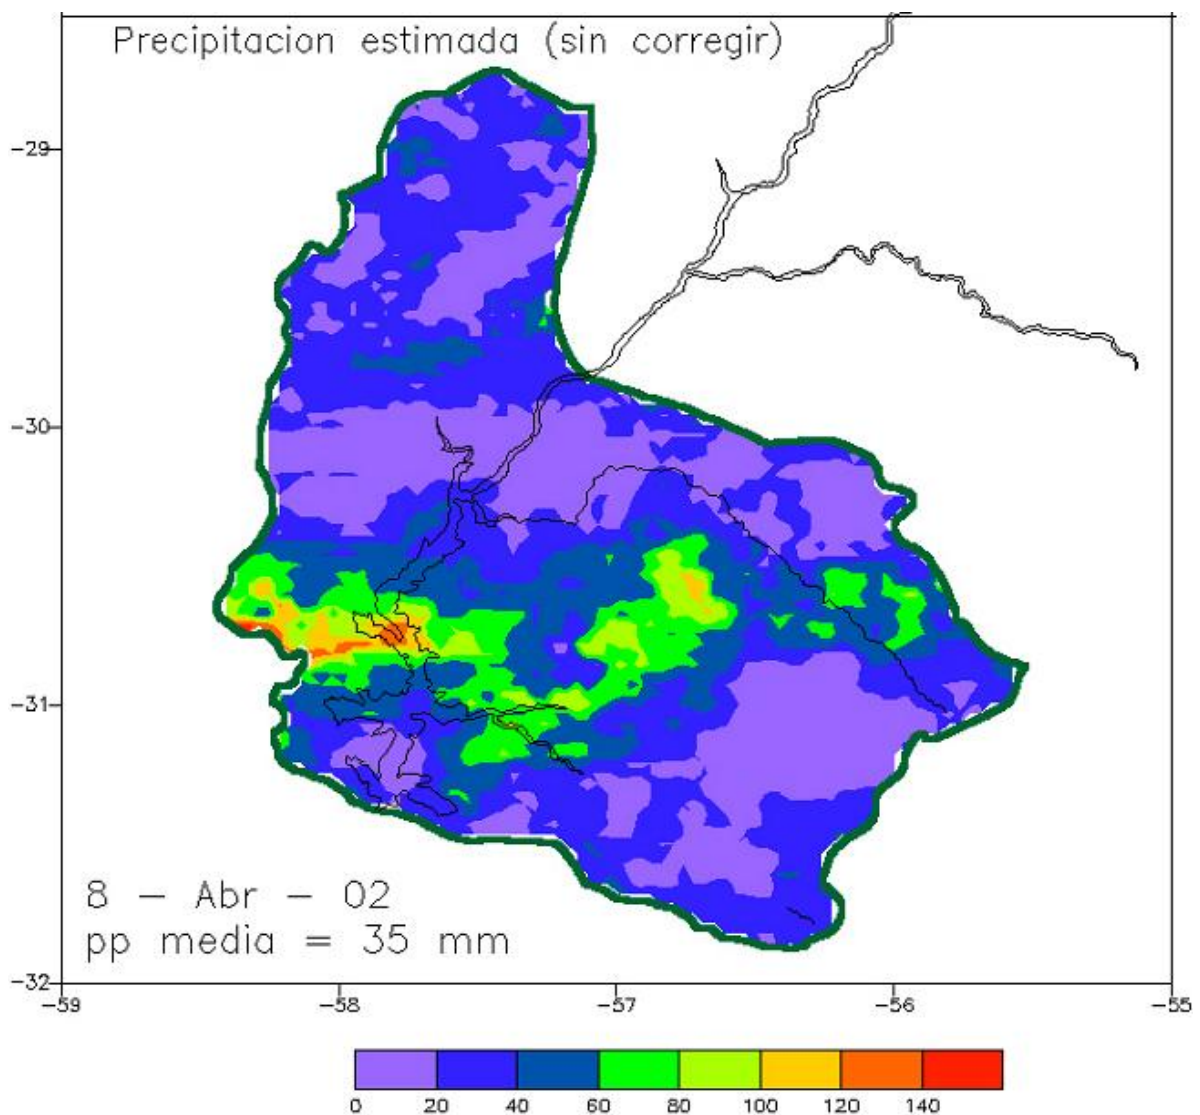 Precipitacion estimada (sin corregir)
−29
−30
−31
8 − Abr − 02
pp media = 35 mm
−32
−59 −58 −57 −56 −55
0 20 40 60 80 100 120 140